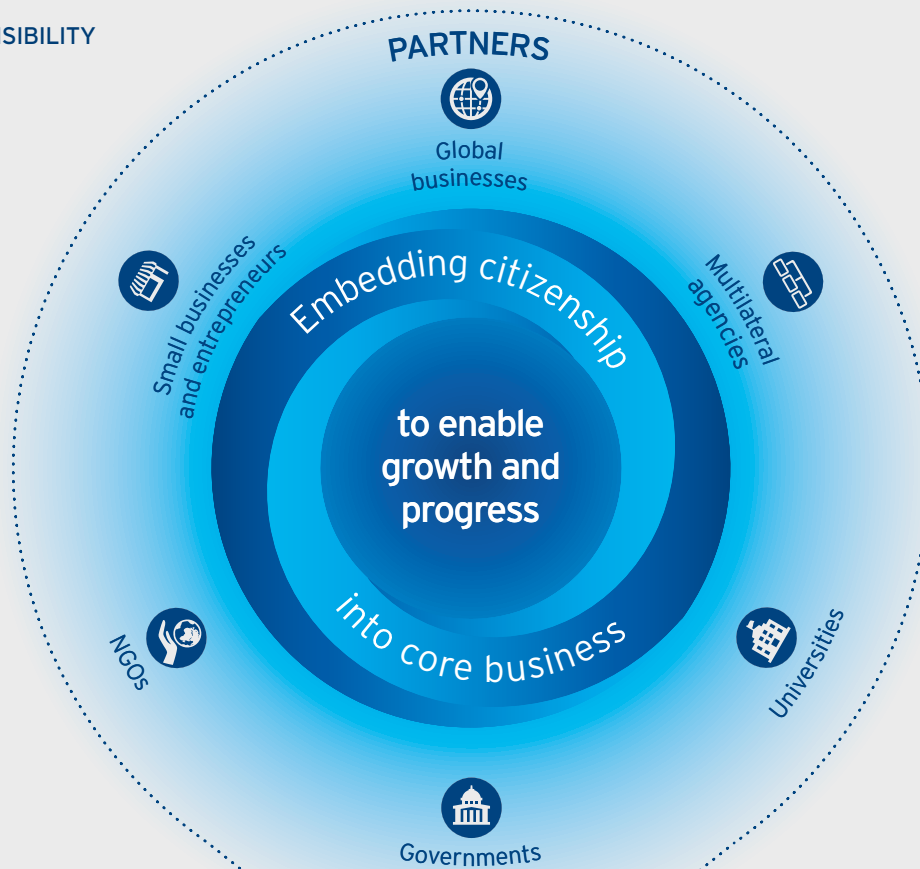 NSIBILITY
PARTNERS
Global
businesses
Small businesses
and entrepreneurs
Multilateral
agencies
Embedding citizenship
to enable
growth and
progress
into core business
NGOs
Universities
Governments